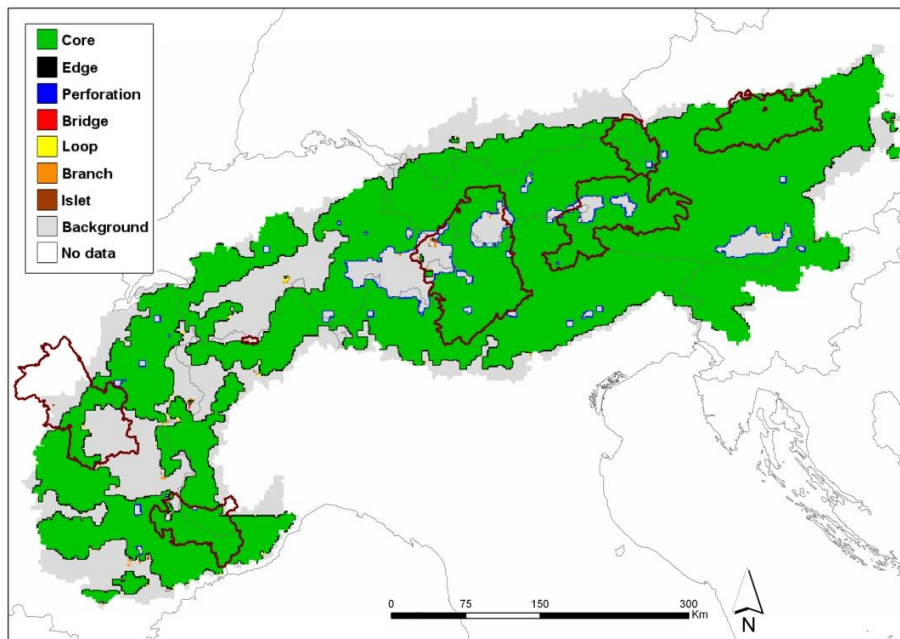 Core
Edge
Perforation
Bridge
Loop
Branch
Islet
Background
No data
0 75 150 300
Km
N